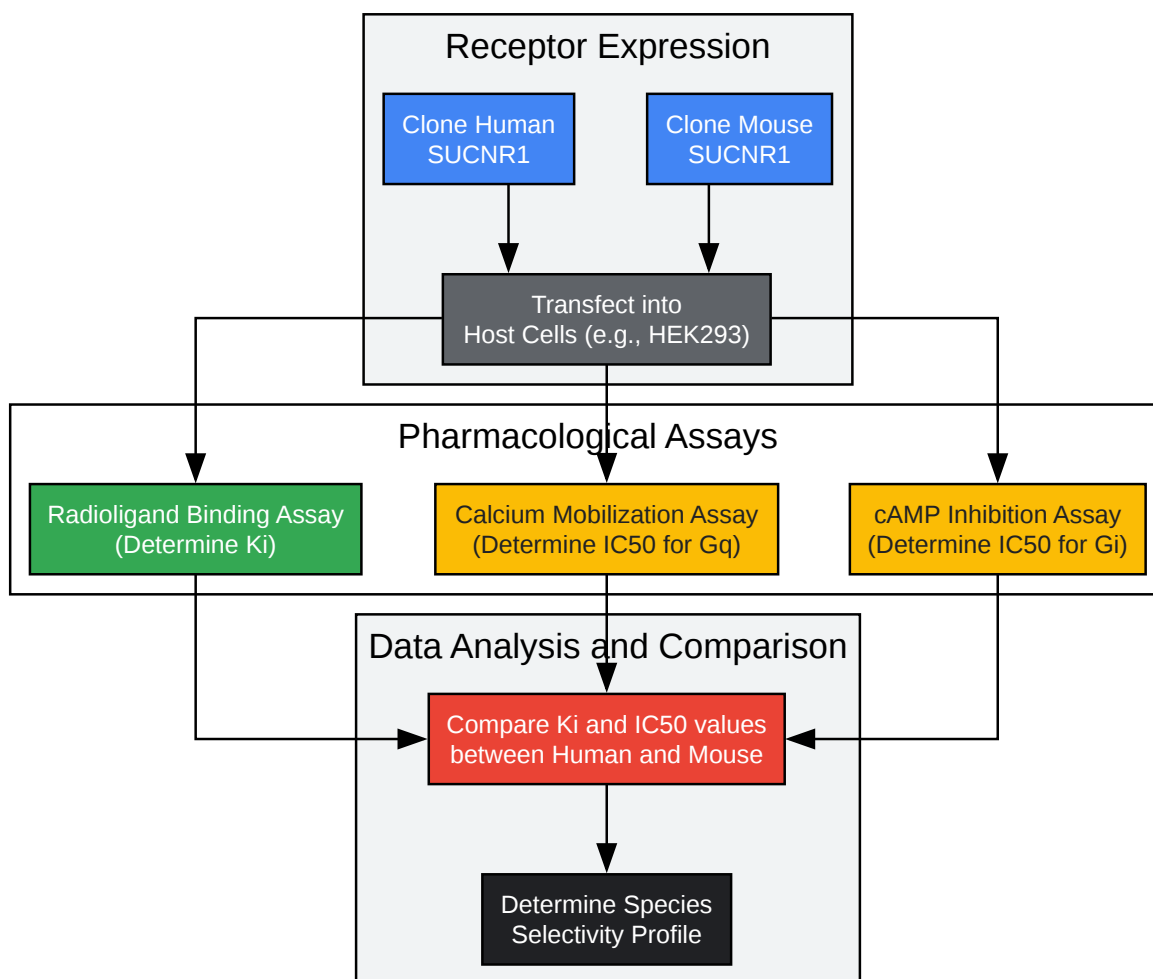 Receptor Expression
Clone Human
SUCNR1
Clone Mouse
SUCNR1
Transfect into
Host Cells (e.g., HEK293)
Pharmacological Assays
Radioligand Binding Assay
(Determine Ki)
Calcium Mobilization Assay
(Determine IC50 for Gq)
cAMP Inhibition Assay
(Determine IC50 for Gi)
Data Analysis and Comparison
Compare Ki and IC50 values
between Human and Mouse
Determine Species
Selectivity Profile